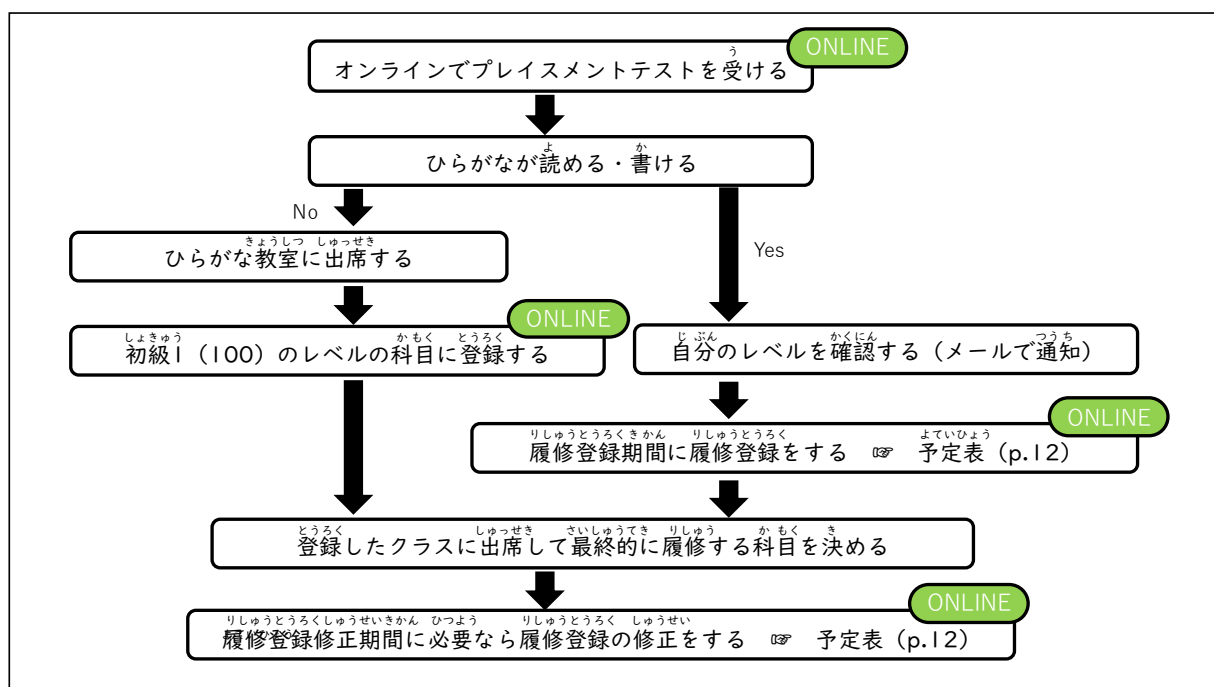 ONLINE
オンラインでプレイスメントテストを受ける
ひらがなが読める・書ける
No
Yes
ひらがな教室に出席する
ONLINE
初級1（100）のレベルの科目に登録する
自分のレベルを確認する（メールで通知）
ONLINE
履修登録期間に履修登録をする ☞ 予定表（p.12）
登録したクラスに出席して最終的に履修する科目を決める
ONLINE
履修登録修正期間に必要なら履修登録の修正をする ☞ 予定表（p.12）